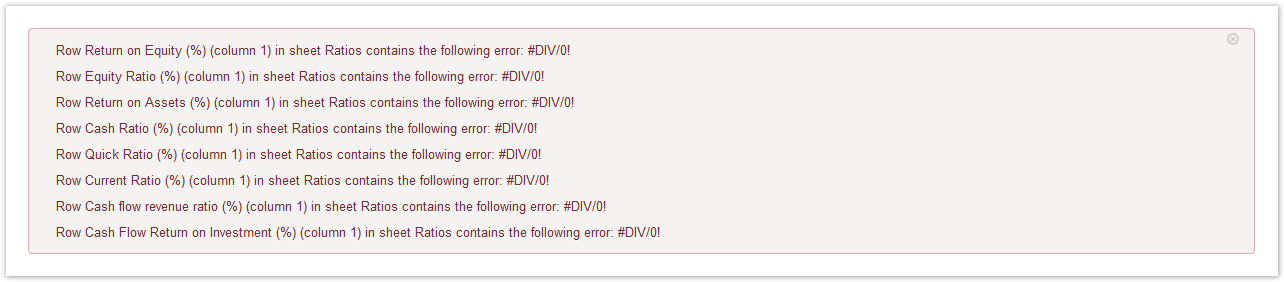 Row Return on Equity (%) (column 1) in sheet Ratios contains the following error: #DIV/0!
Row Equity Ratio (%) (column 1) in sheet Ratios contains the following error: #DIV/0!
Row Return on Assets (%) (column 1) in sheet Ratios contains the following error: #DIV/0!
Row Cash Ratio (%) (column 1) in sheet Ratios contains the following error: #DIV/0!
Row Quick Ratio (%) (column 1) in sheet Ratios contains the following error: #DIV/0!
Row Current Ratio (%) (column 1) in sheet Ratios contains the following error: #DIV/0!
Row Cash flow revenue ratio (%) (column 1) in sheet Ratios contains the following error: #DIV/0!
Row Cash Flow Return on Investment (%) (column 1) in sheet Ratios contains the following error: #DIV/0!